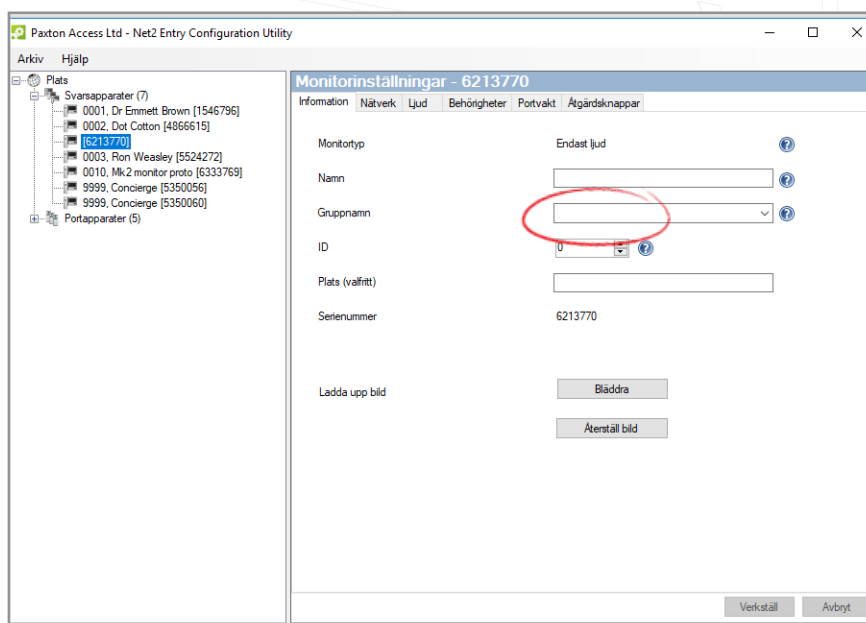 Paxton Access Ltd - Net2 Entry Configuration Utility
Arkiv Hjälp
Plats
Svarsapparater (7)
0001, Dr Emmett Brown [1546796]
0002, Dot Cotton [4866615]
[6213770]
0003, Ron Weasley [5524272]
0010, Mk2 monitor proto [6333769]
9999, Concierge [5350056]
9999, Concierge [5350060]
Portapparater (5)
Monitorinställningar - 6213770
Information Nätverk Ljud Behörigheter Portvakt Åtgärdsknappar
Monitortyp Endast ljud
Namn
Gruppnamn
ID 0
Plats (valfritt)
Serienummer 6213770
Ladda upp bild Bläddra
Återställ bild
Verkställ Avbryt